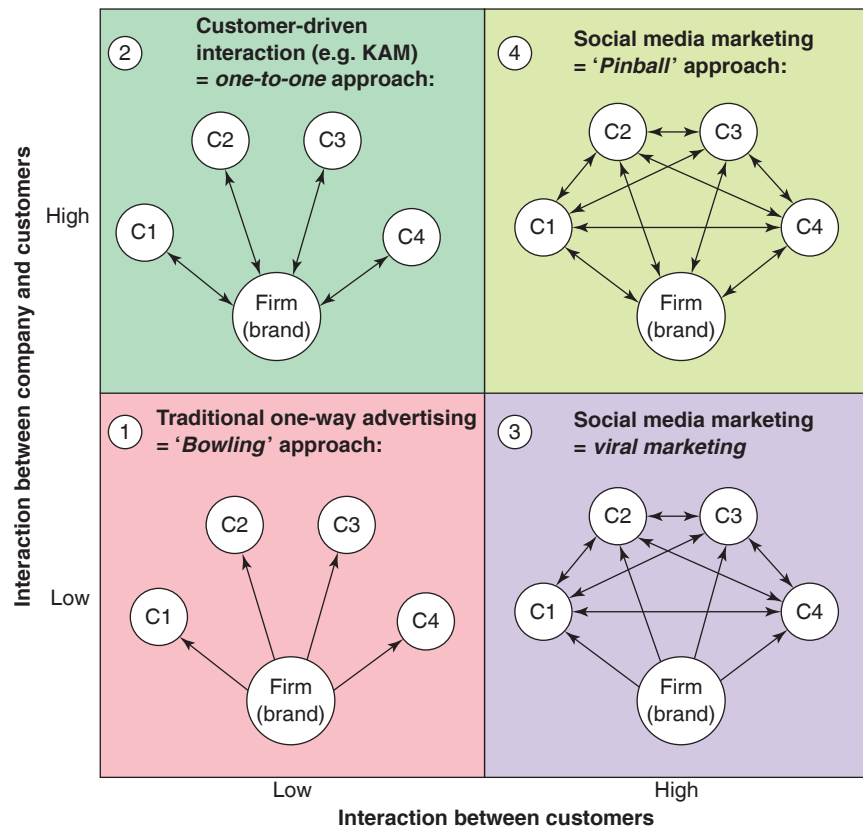 Interaction between company and customers
High
Low
2
Customer-driven
interaction (e.g. KAM)
= one-to-one approach:
C1
C2
C3
C4
Firm
(brand)
4
Social media marketing
= ‘Pinball’ approach:
C1
C2
C3
C4
Firm
(brand)
1
Traditional one-way advertising
= ‘Bowling’ approach:
C1
C2
C3
C4
Firm
(brand)
3
Social media marketing
= viral marketing
C1
C2
C3
C4
Firm
(brand)
Low
High
Interaction between customers